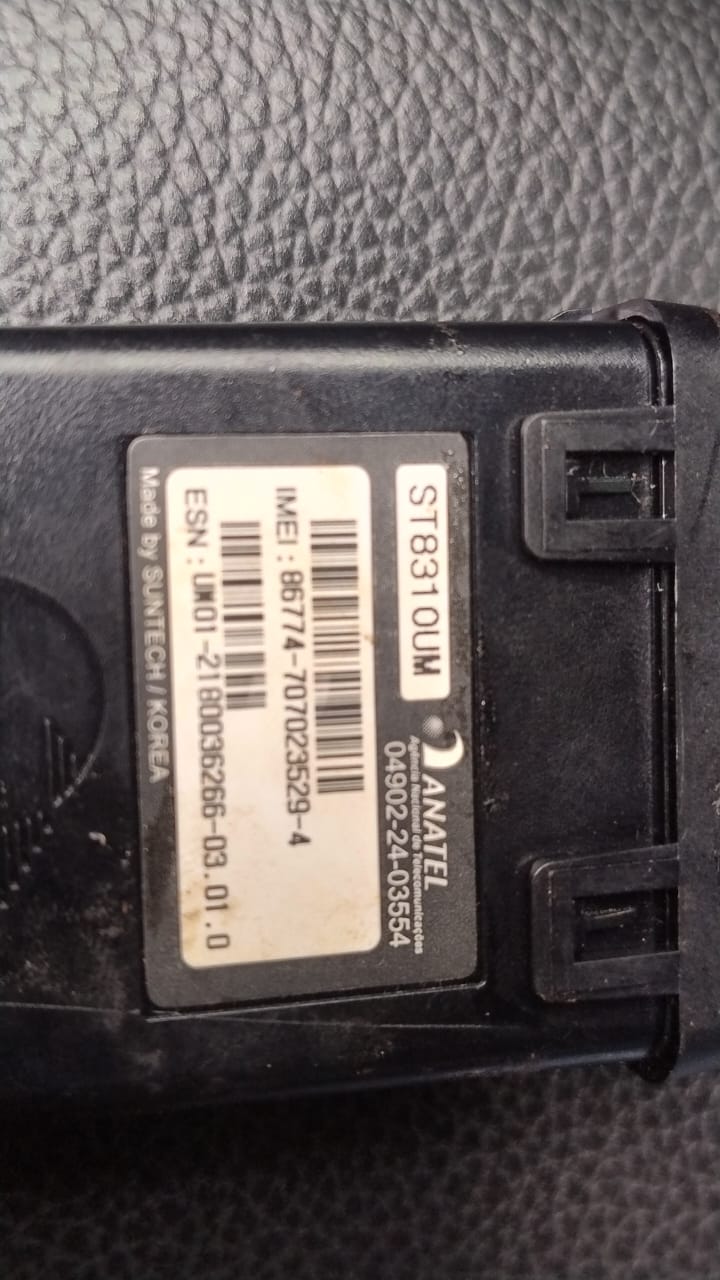 ST8310UM
ANATEL
Agência Nacional de Telecomunicações
04902-24-03554
IMEI: 86774-707023529-4
ESN: UM01-2180036266-03.01.0
Made by SUNTECH / KOREA